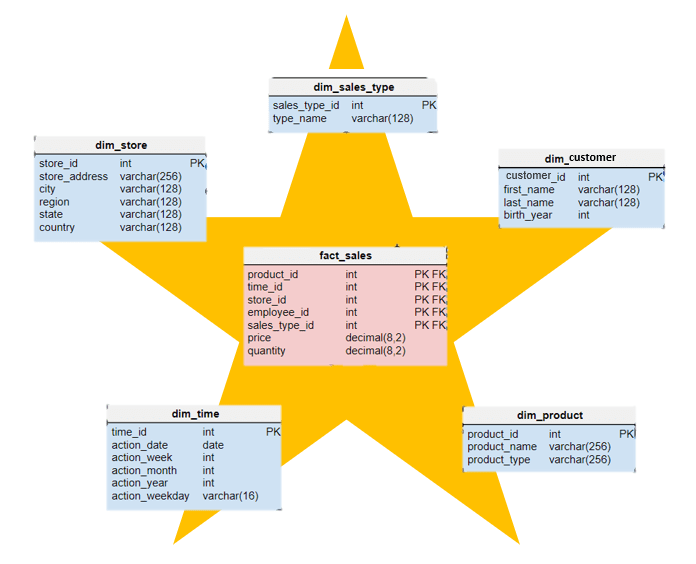 dim_sales_type
sales_type_id int PK
type_name varchar(128)
dim_store
store_id int PK
store_address varchar(256)
city varchar(128)
region varchar(128)
state varchar(128)
country varchar(128)
dim_customer
customer_id int PK
first_name varchar(128)
last_name varchar(128)
birth_year int
fact_sales
product_id int PK FK
time_id int PK FK
store_id int PK FK
employee_id int PK FK
sales_type_id int PK FK
price decimal(8,2)
quantity decimal(8,2)
dim_time
time_id int PK
action_date date
action_week int
action_month int
action_year int
action_weekday varchar(16)
dim_product
product_id int PK
product_name varchar(256)
product_type varchar(256)